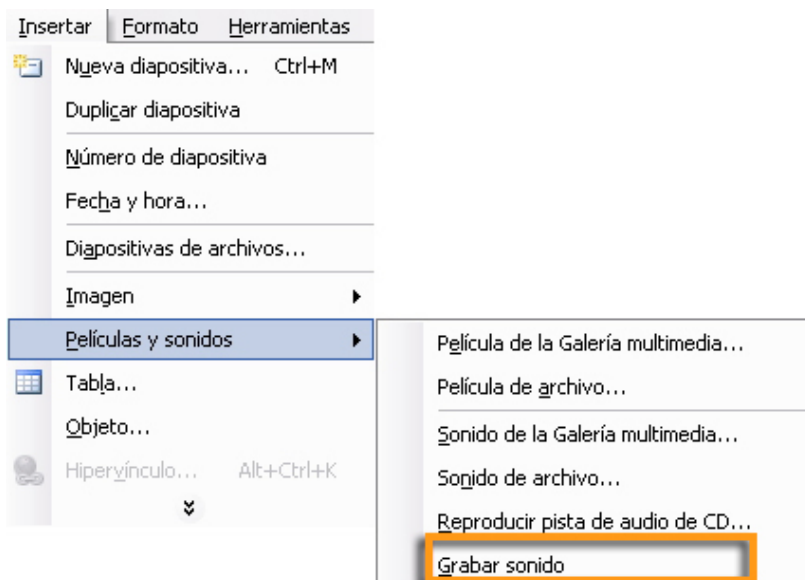 Insertar Formato Herramientas
Nueva diapositiva... Ctrl+M
Duplicar diapositiva
Número de diapositiva
Fecha y hora...
Diapositivas de archivos...
Imagen
Películas y sonidos
Tabla...
Objeto...
Hipervínculo... Alt+Ctrl+K
Película de la Galería multimedia...
Película de archivo...
Sonido de la Galería multimedia...
Sonido de archivo...
Reproducir pista de audio de CD...
Grabar sonido